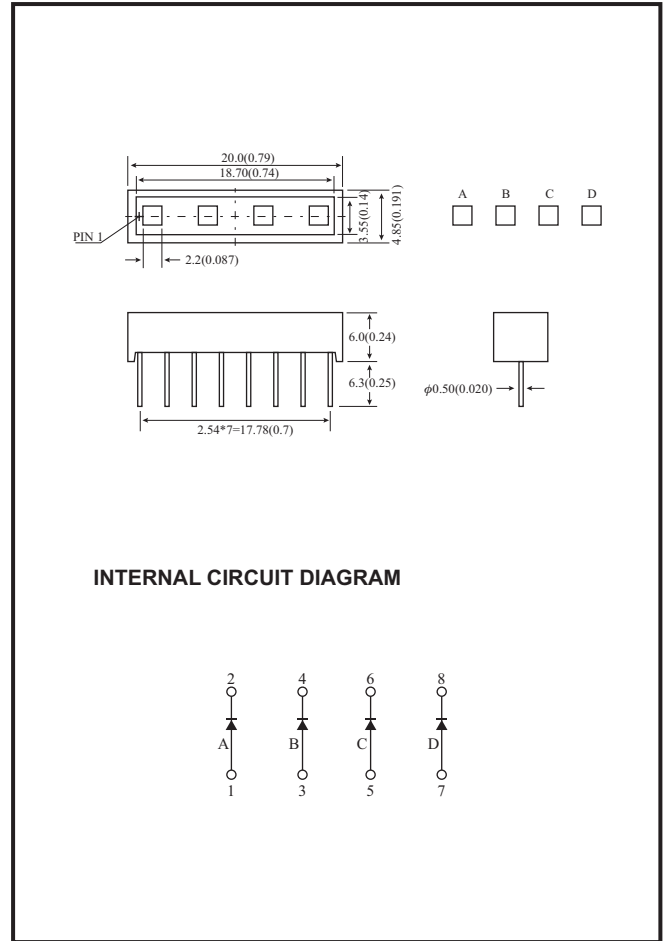 20.0(0.79)
18.70(0.74)
3.55(0.14)
4.85(0.191)
PIN 1
2.2(0.087)
A B C D
6.0(0.24)
6.3(0.25)
2.54*7=17.78(0.7)
ϕ0.50(0.020)
INTERNAL CIRCUIT DIAGRAM
2 4 6 8
A B C D
1 3 5 7